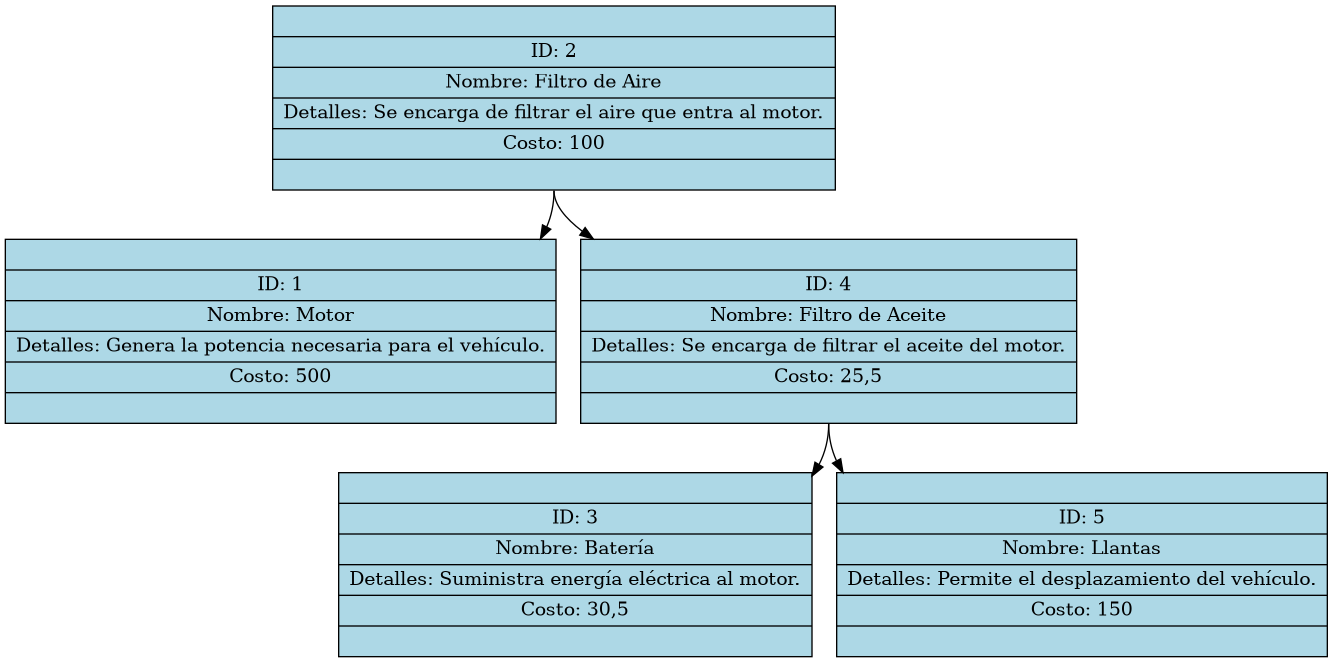 ID: 2
Nombre: Filtro de Aire
Detalles: Se encarga de filtrar el aire que entra al motor.
Costo: 100
ID: 1
Nombre: Motor
Detalles: Genera la potencia necesaria para el vehículo.
Costo: 500
ID: 4
Nombre: Filtro de Aceite
Detalles: Se encarga de filtrar el aceite del motor.
Costo: 25,5
ID: 3
Nombre: Batería
Detalles: Suministra energía eléctrica al motor.
Costo: 30,5
ID: 5
Nombre: Llantas
Detalles: Permite el desplazamiento del vehículo.
Costo: 150